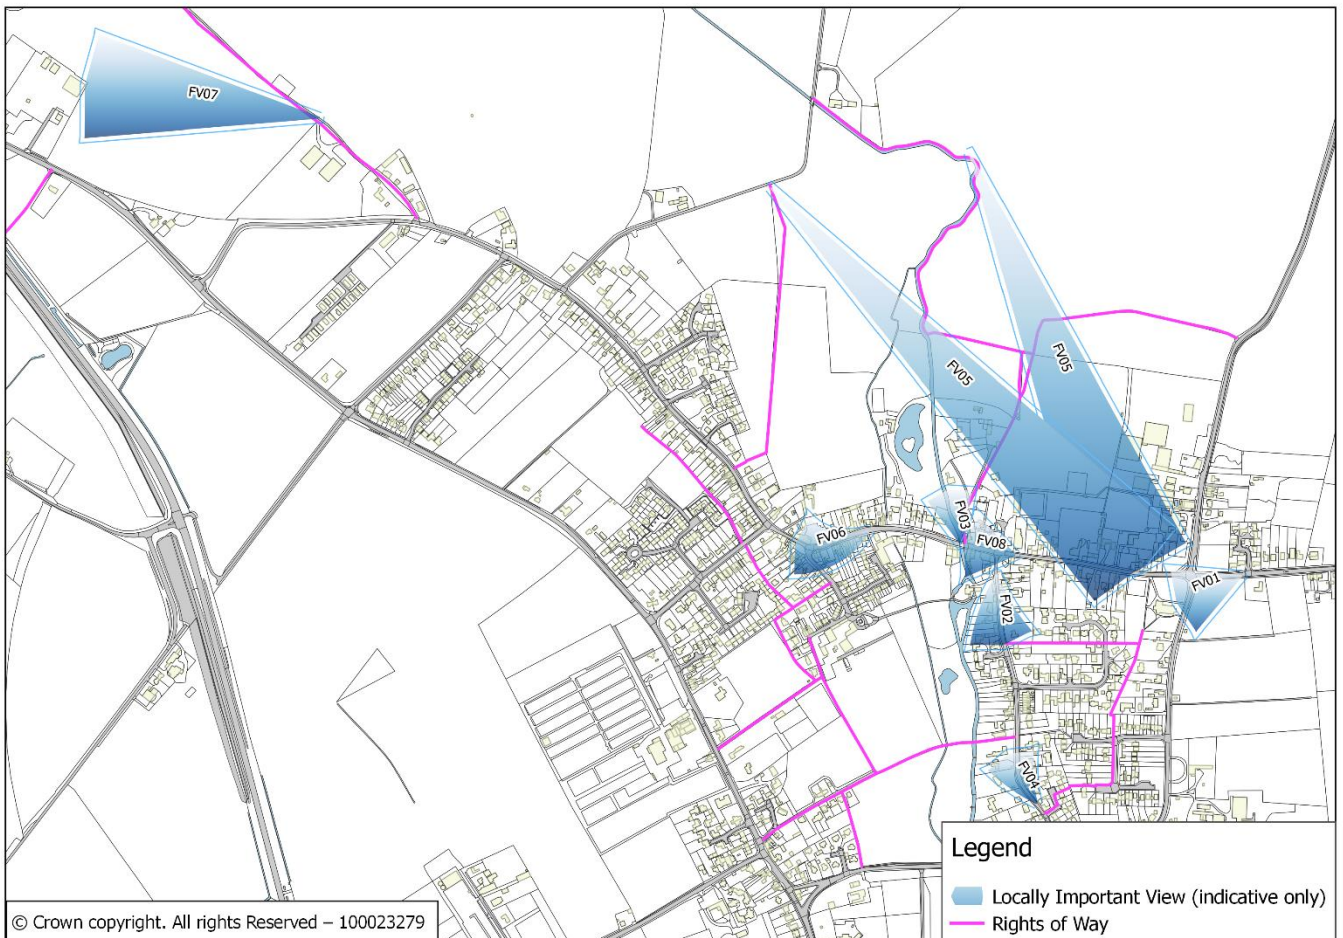 FV07
FV05
FV05
FV03
FV06
FV08
FV01
FV02
FV04
Legend
Locally Important View (indicative only)
Rights of Way
© Crown copyright. All rights Reserved – 100023279